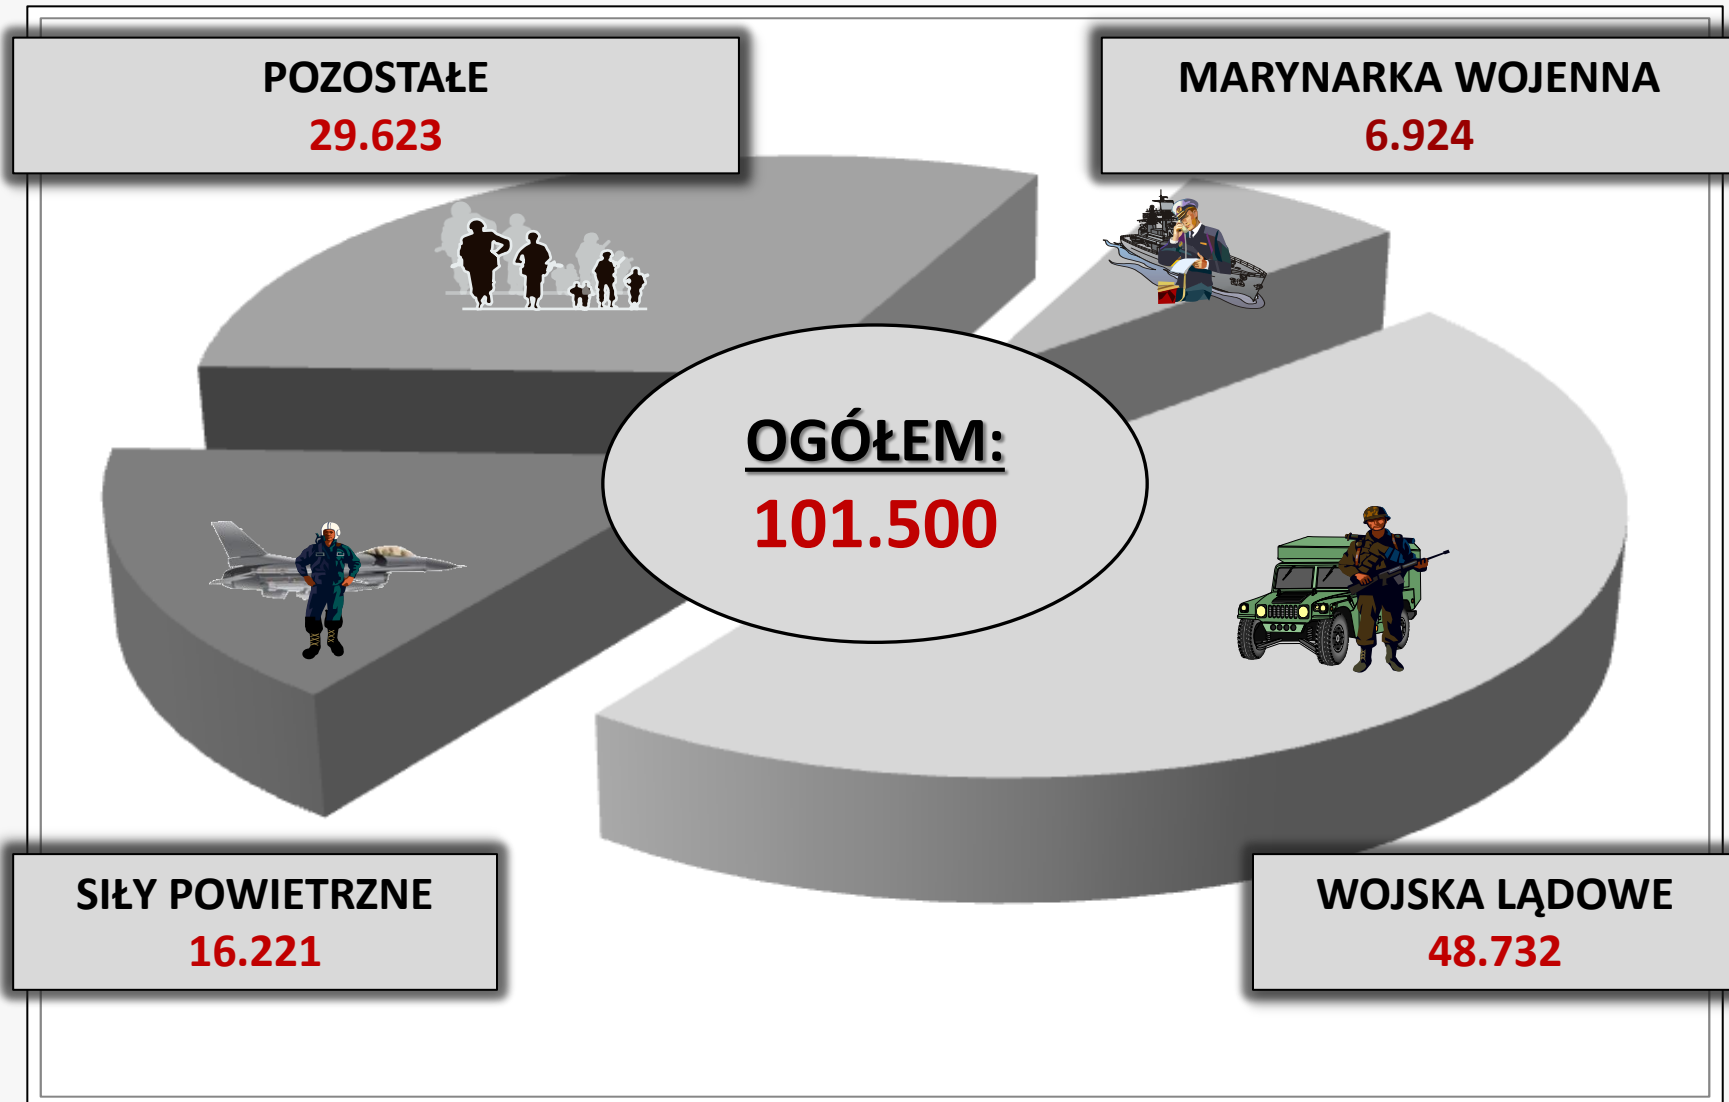 POZOSTAŁE
29.623
MARYNARKA WOJENNA
6.924
OGÓŁEM:
101.500
SIŁY POWIETRZNE
16.221
WOJSKA LĄDOWE
48.732